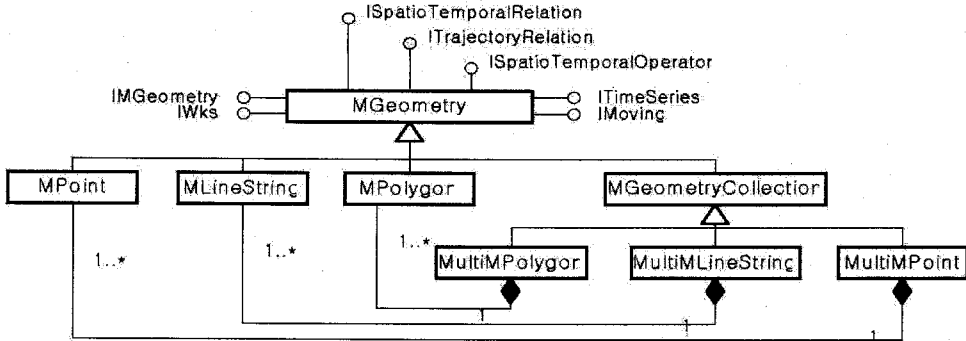 ISpatioTemporalRelation
ITrajectoryRelation
ISpatioTemporalOperator
IMGeometry
IWks
MGeometry
ITimeSeries
IMoving
MPoint
MLineString
MPolygon
MGeometryCollection
1..*
1..*
1..*
MultiMPolygon
MultiMLineString
MultiMPoint
1
1
1